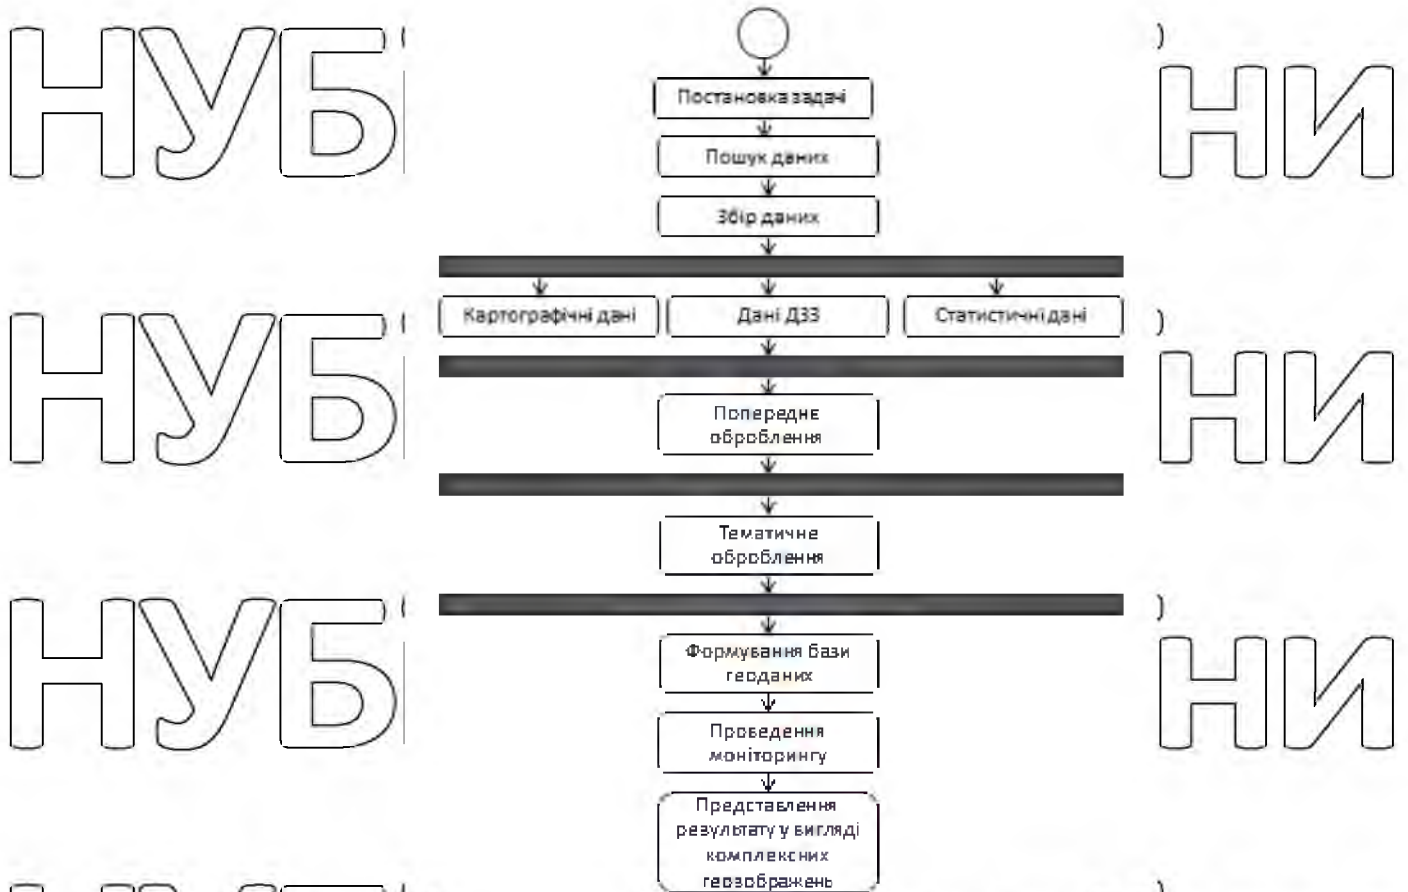 НУБ
НИ
Постановка задачі
Пошук даних
Збір даних
Картографічні дані
Дані ДЗЗ
Статистичні дані
НУБ
НИ
Попереднє
оброблення
Тематичне
оброблення
НУБ
НИ
Формування бази
геоданих
Проведення
моніторингу
Представлення
результату у вигляді
комплексних
геозображень